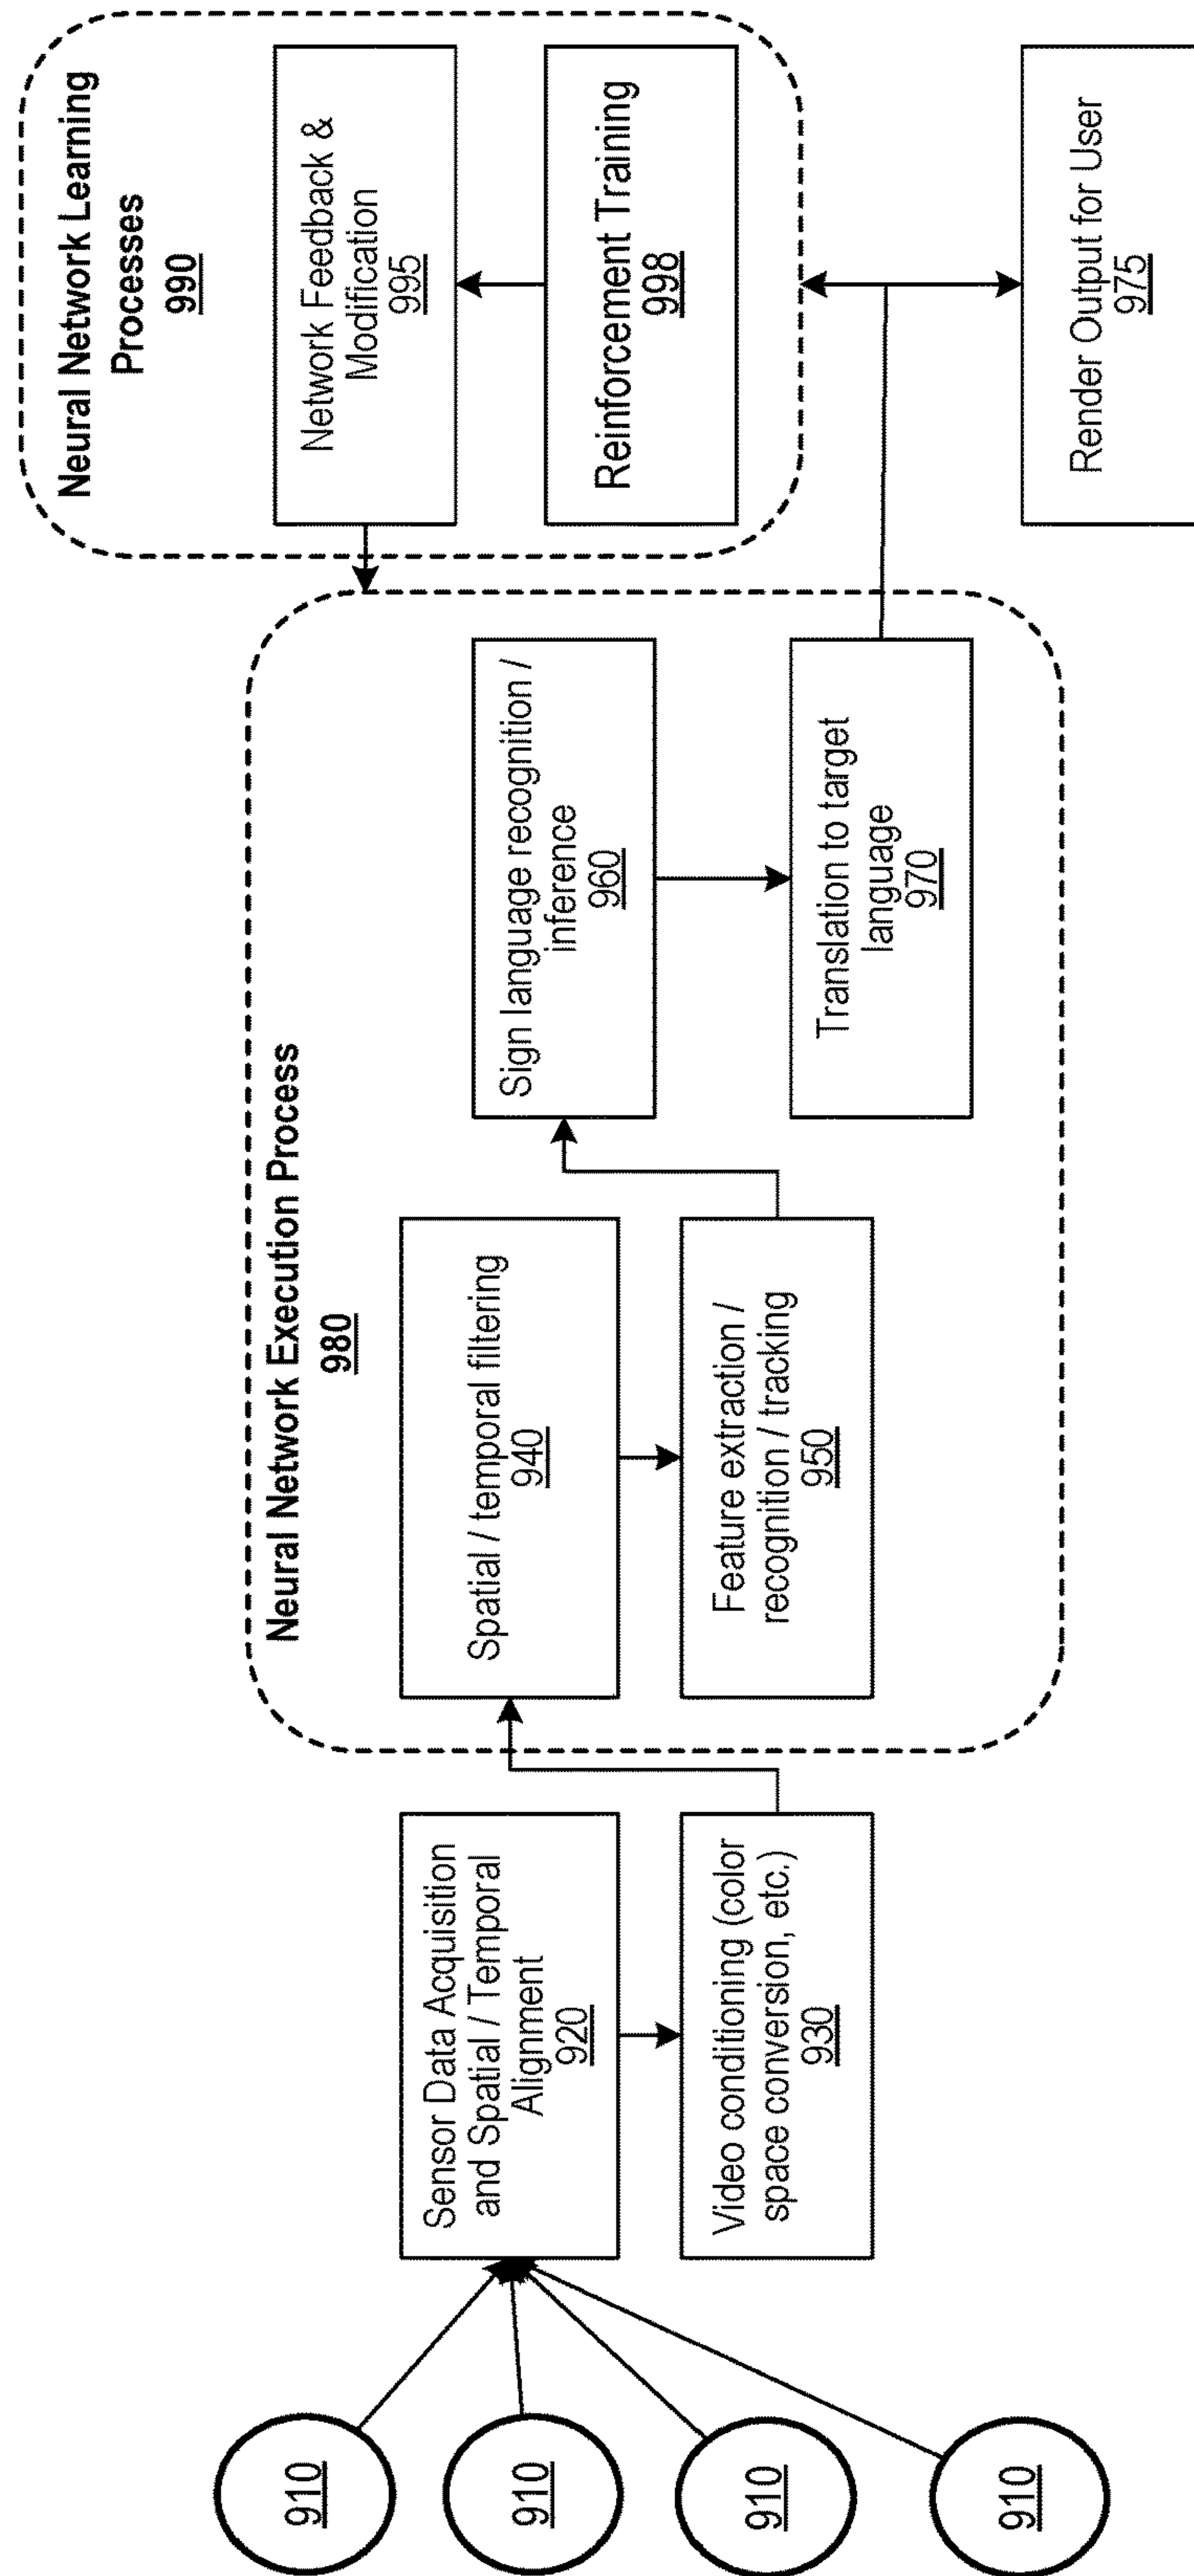 910
910
910
910
Sensor Data Acquisition
and Spatial / Temporal
Alignment
920
Video conditioning (color
space conversion, etc.)
930
Neural Network Execution Process
980
Spatial / temporal filtering
940
Feature extraction /
recognition / tracking
950
Sign language recognition /
inference
960
Translation to target
language
970
Neural Network Learning
Processes
990
Network Feedback &
Modification
995
Reinforcement Training
998
Render Output for User
975